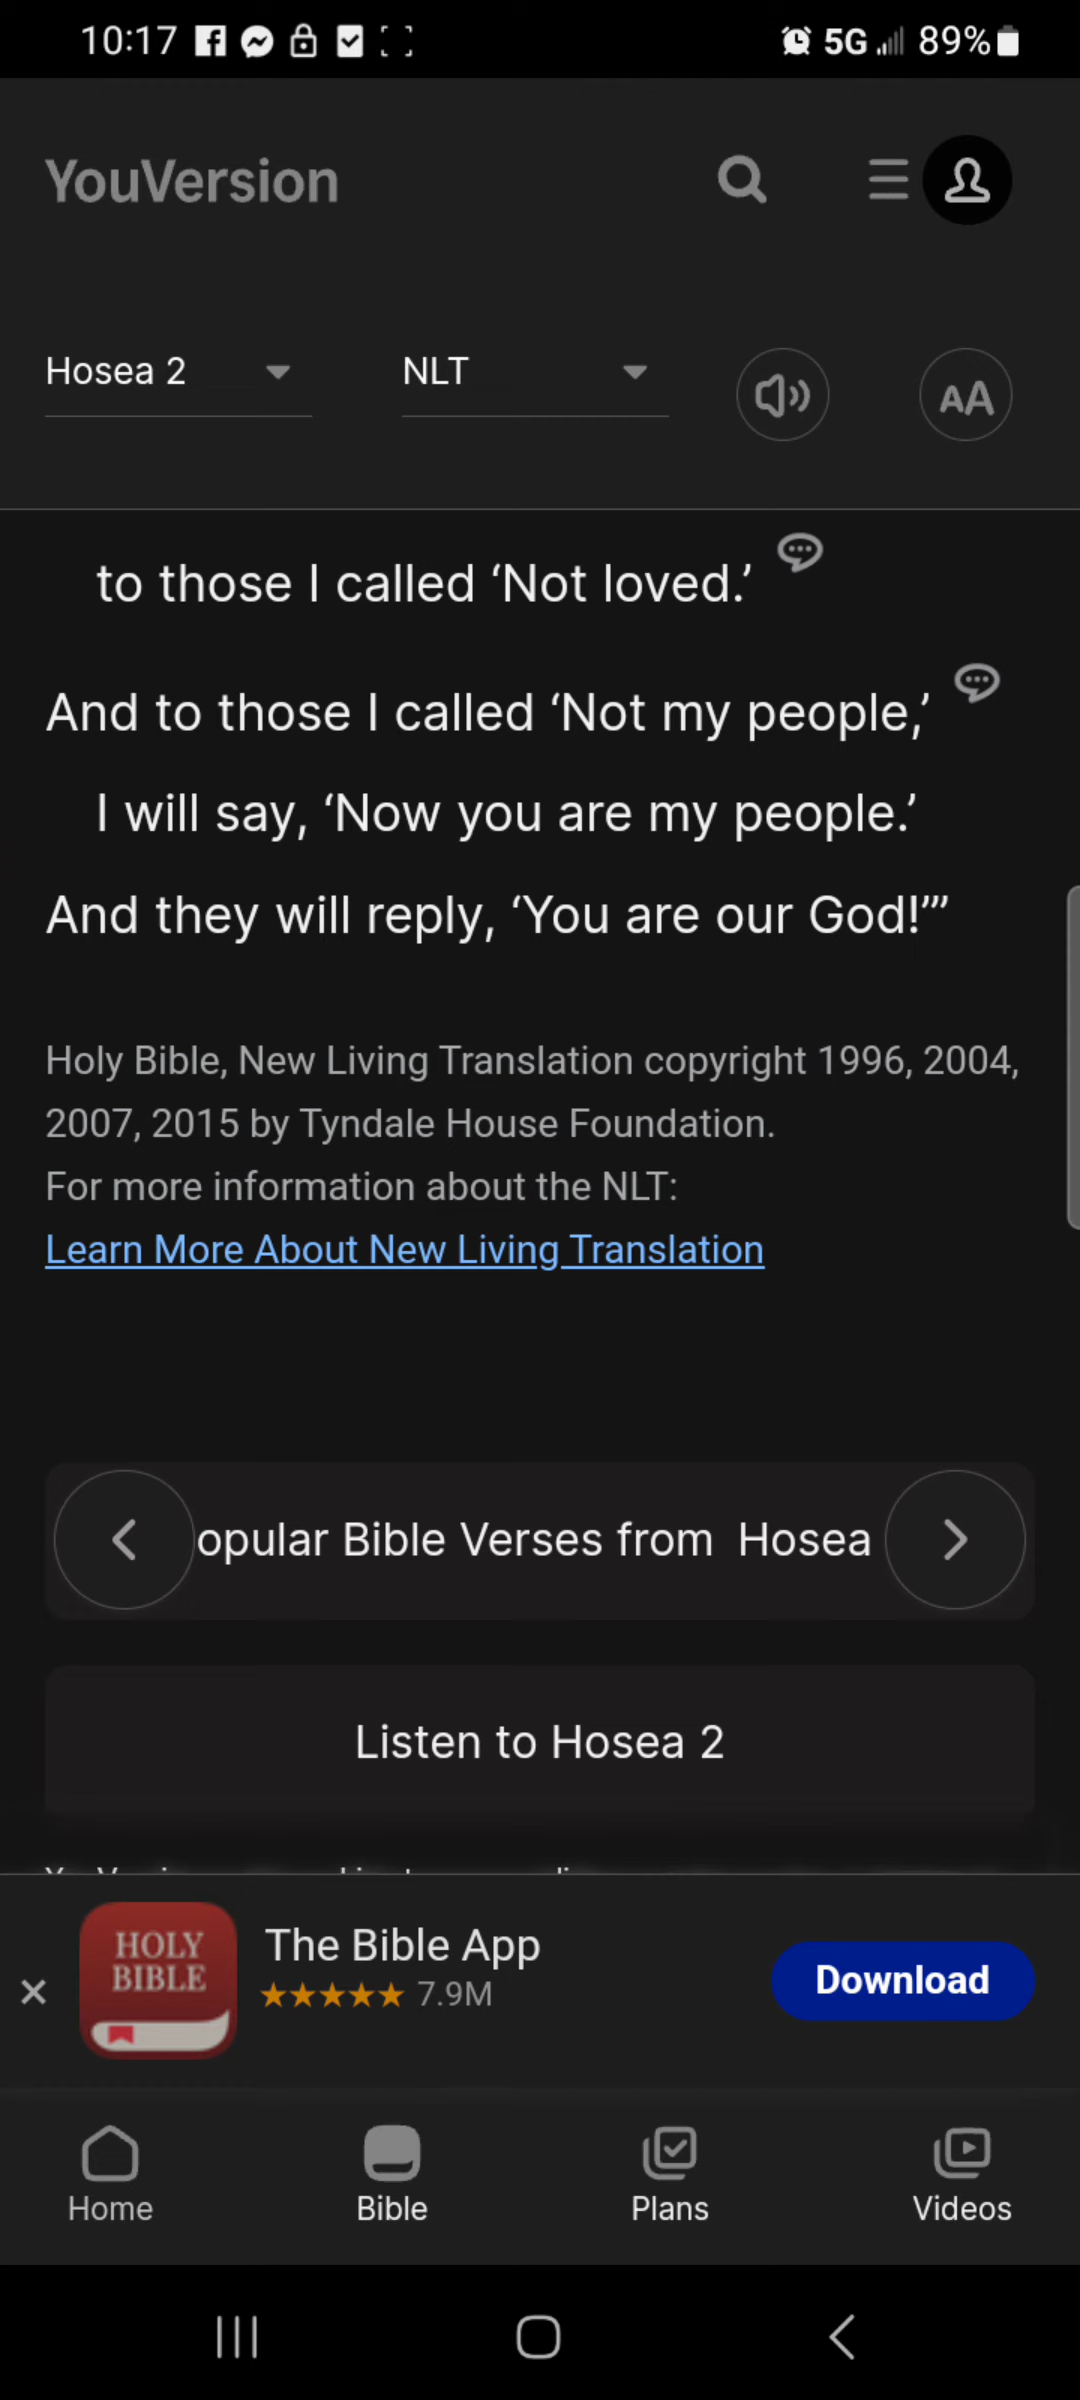 10:17 5G 89%
YouVersion
Hosea 2 NLT AA
to those I called ‘Not loved.’
And to those I called ‘Not my people,’
I will say, ‘Now you are my people.’
And they will reply, ‘You are our God!’”
Holy Bible, New Living Translation copyright 1996, 2004,
2007, 2015 by Tyndale House Foundation.
For more information about the NLT:
Learn More About New Living Translation
opular Bible Verses from Hosea
Listen to Hosea 2
HOLY
BIBLE
The Bible App
7.9M
Download
Home Bible Plans Videos